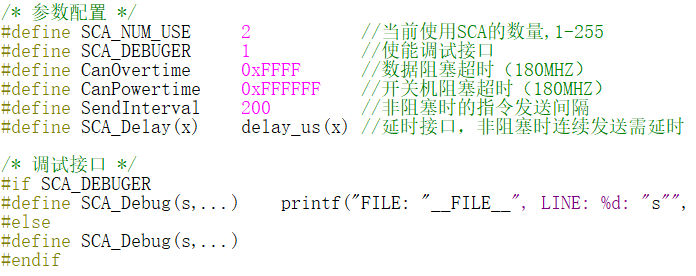 /* 参数配置 */
#define SCA_NUM_USE 2 //当前使用SCA的数量,1-255
#define SCA_DEBUGER 1 //使能调试接口
#define CanOvertime 0xFFFF //数据阻塞超时（180MHZ）
#define CanPowertime 0xFFFFFF //开关机阻塞超时（180MHZ）
#define SendInterval 200 //非阻塞时的指令发送间隔
#define SCA_Delay(x) delay_us(x) //延时接口，非阻塞时连续发送需延时
/* 调试接口 */
#if SCA_DEBUGER
#define SCA_Debug(s,...) printf("FILE: "__FILE__", LINE: %d: "s"",
#else
#define SCA_Debug(s,...)
#endif